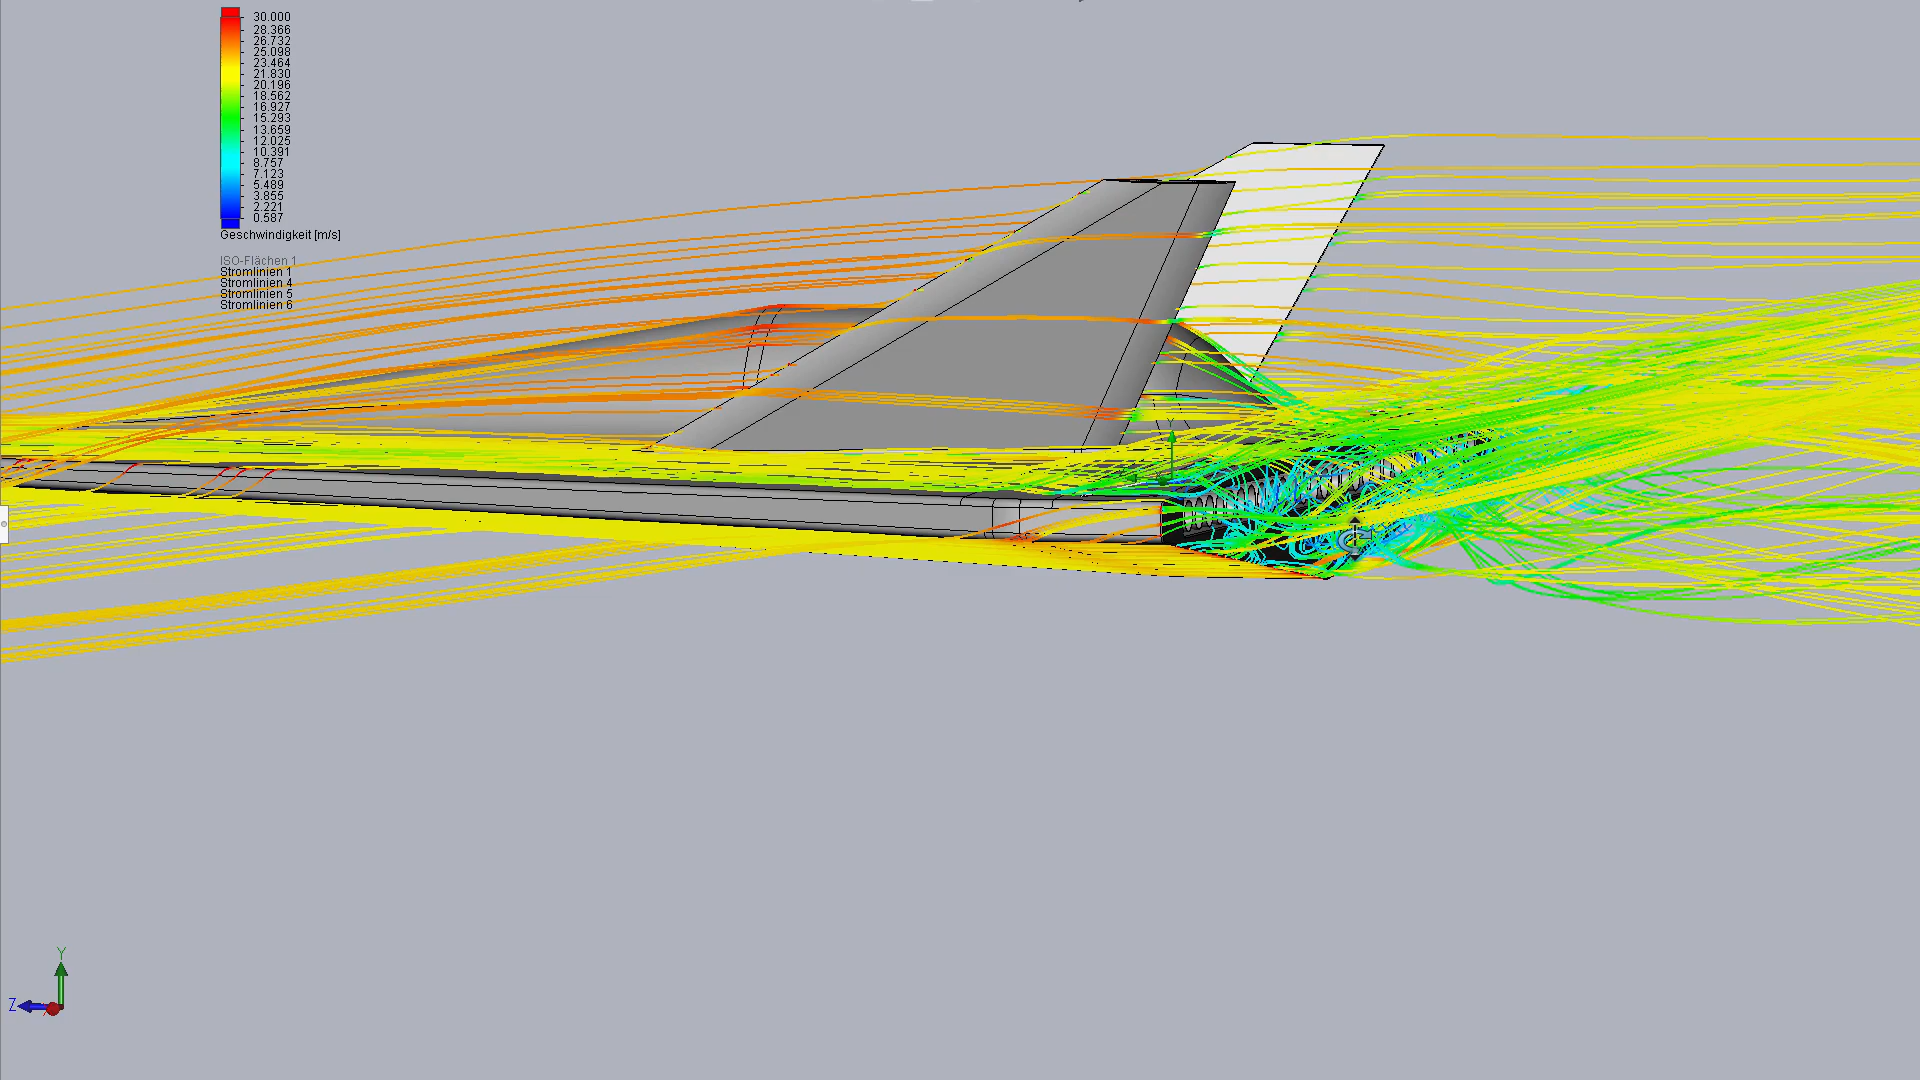 30.000
28.366
26.732
25.098
23.464
21.830
20.196
18.562
16.927
15.293
13.659
12.025
10.391
8.757
7.123
5.489
3.855
2.221
0.587
Geschwindigkeit [m/s]
ISO-Flächen 1
Stromlinien 1
Stromlinien 4
Stromlinien 5
Stromlinien 6
Y
Y
Z